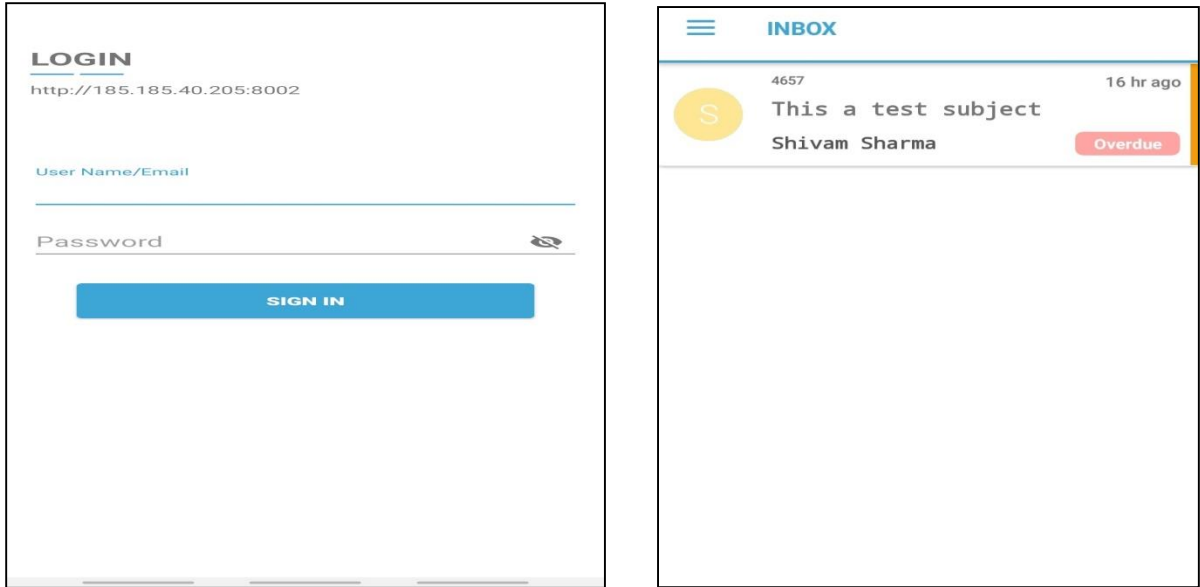 LOGIN
http://185.185.40.205:8002
User Name/Email
Password
SIGN IN
INBOX
4657
16 hr ago
S
This a test subject
Shivam Sharma
Overdue